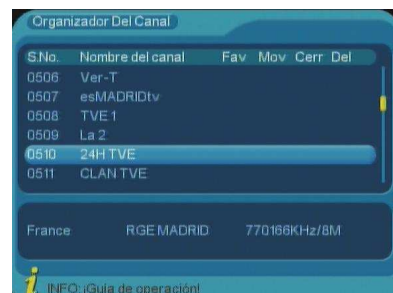 Organizador Del Canal
S.No. Nombre del canal Fav Mov Cerr Del
0506 Ver-T
0507 esMADRIDtv
0508 TVE 1
0509 La 2
0510 24H TVE
0511 CLAN TVE
France RGE MADRID 770166KHz/8M
INFO: ¡Guia de operación!